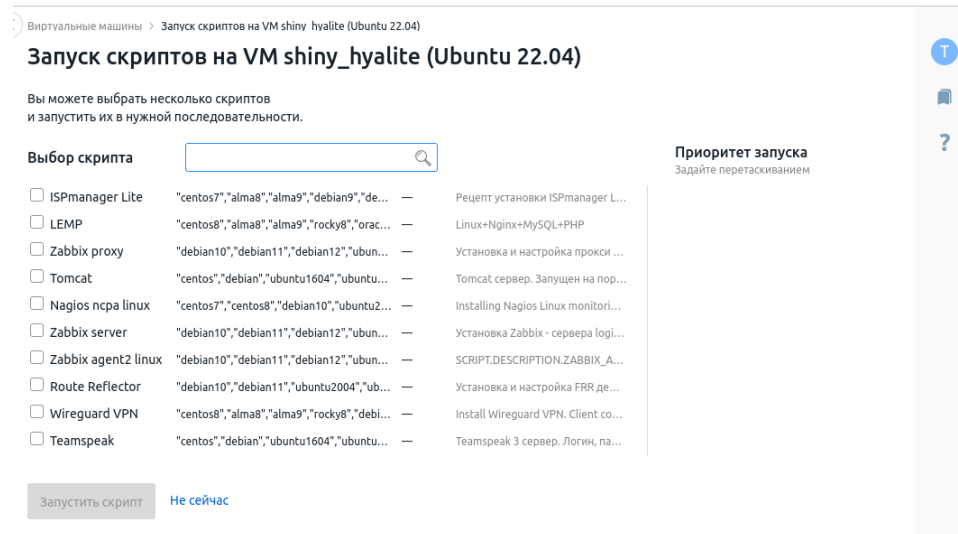 Виртуальные машины > Запуск скриптов на VM shiny_hyalite (Ubuntu 22.04)
Запуск скриптов на VM shiny_hyalite (Ubuntu 22.04)
T
Вы можете выбрать несколько скриптов
и запустить их в нужной последовательности.
?
Выбор скрипта
Приоритет запуска
Задайте перетаскиванием
ISPmanager Lite "centos7","alma8","alma9","debian9","de... — Рецепт установки ISPmanager L...
LEMP "centos8","alma8","alma9","rocky8","orac... — Linux+Nginx+MySQL+PHP
Zabbix proxy "debian10","debian11","debian12","ubun... — Установка и настройка прокси ...
Tomcat "centos","debian","ubuntu1604","ubuntu... — Tomcat сервер. Запущен на пор...
Nagios ncpa linux "centos7","centos8","debian10","ubuntu2... — Installing Nagios Linux monitori...
Zabbix server "debian10","debian11","debian12","ubun... — Установка Zabbix - сервера logi...
Zabbix agent2 linux "debian10","debian11","debian12","ubun... — SCRIPT.DESCRIPTION.ZABBIX_A...
Route Reflector "debian10","debian11","ubuntu2004","ub... — Установка и настройка FRR де...
Wireguard VPN "centos8","alma8","alma9","rocky8","debi... — Install Wireguard VPN. Client co...
Teamspeak "centos","debian","ubuntu1604","ubuntu... — Teamspeak 3 сервер. Логин, па...
Запустить скрипт Не сейчас